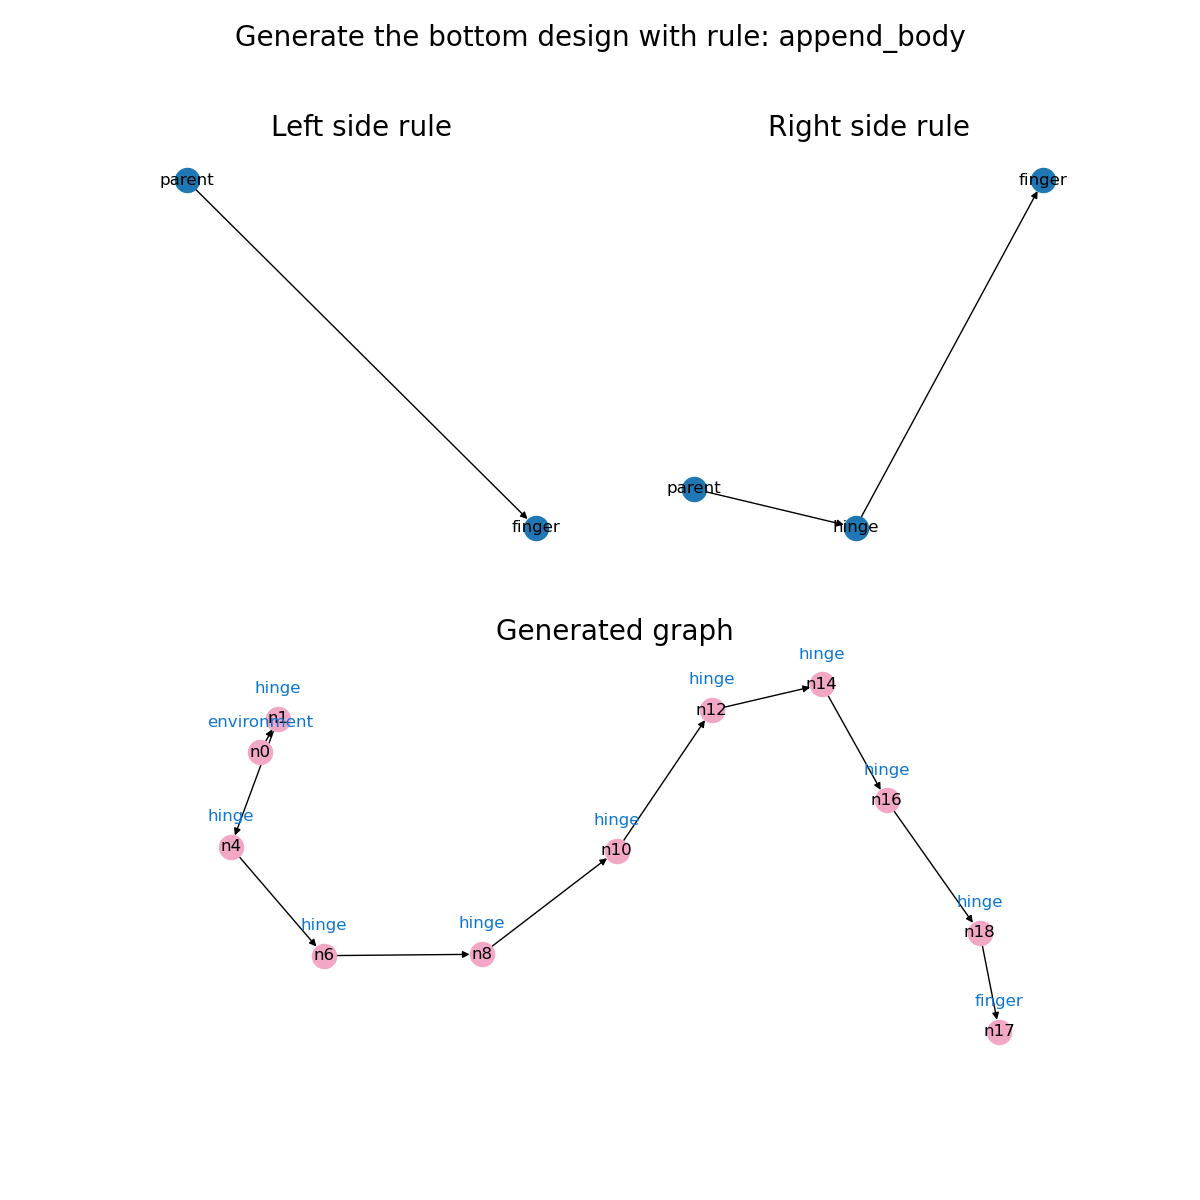 Generate the bottom design with rule: append_body
Left side rule
Right side rule
parent
finger
finger
parent
hinge
Generated graph
hinge
n14
hinge
n12
hinge
n1
environment
n0
hinge
n16
hinge
n4
hinge
n10
hinge
n18
hinge
n6
hinge
n8
finger
n17